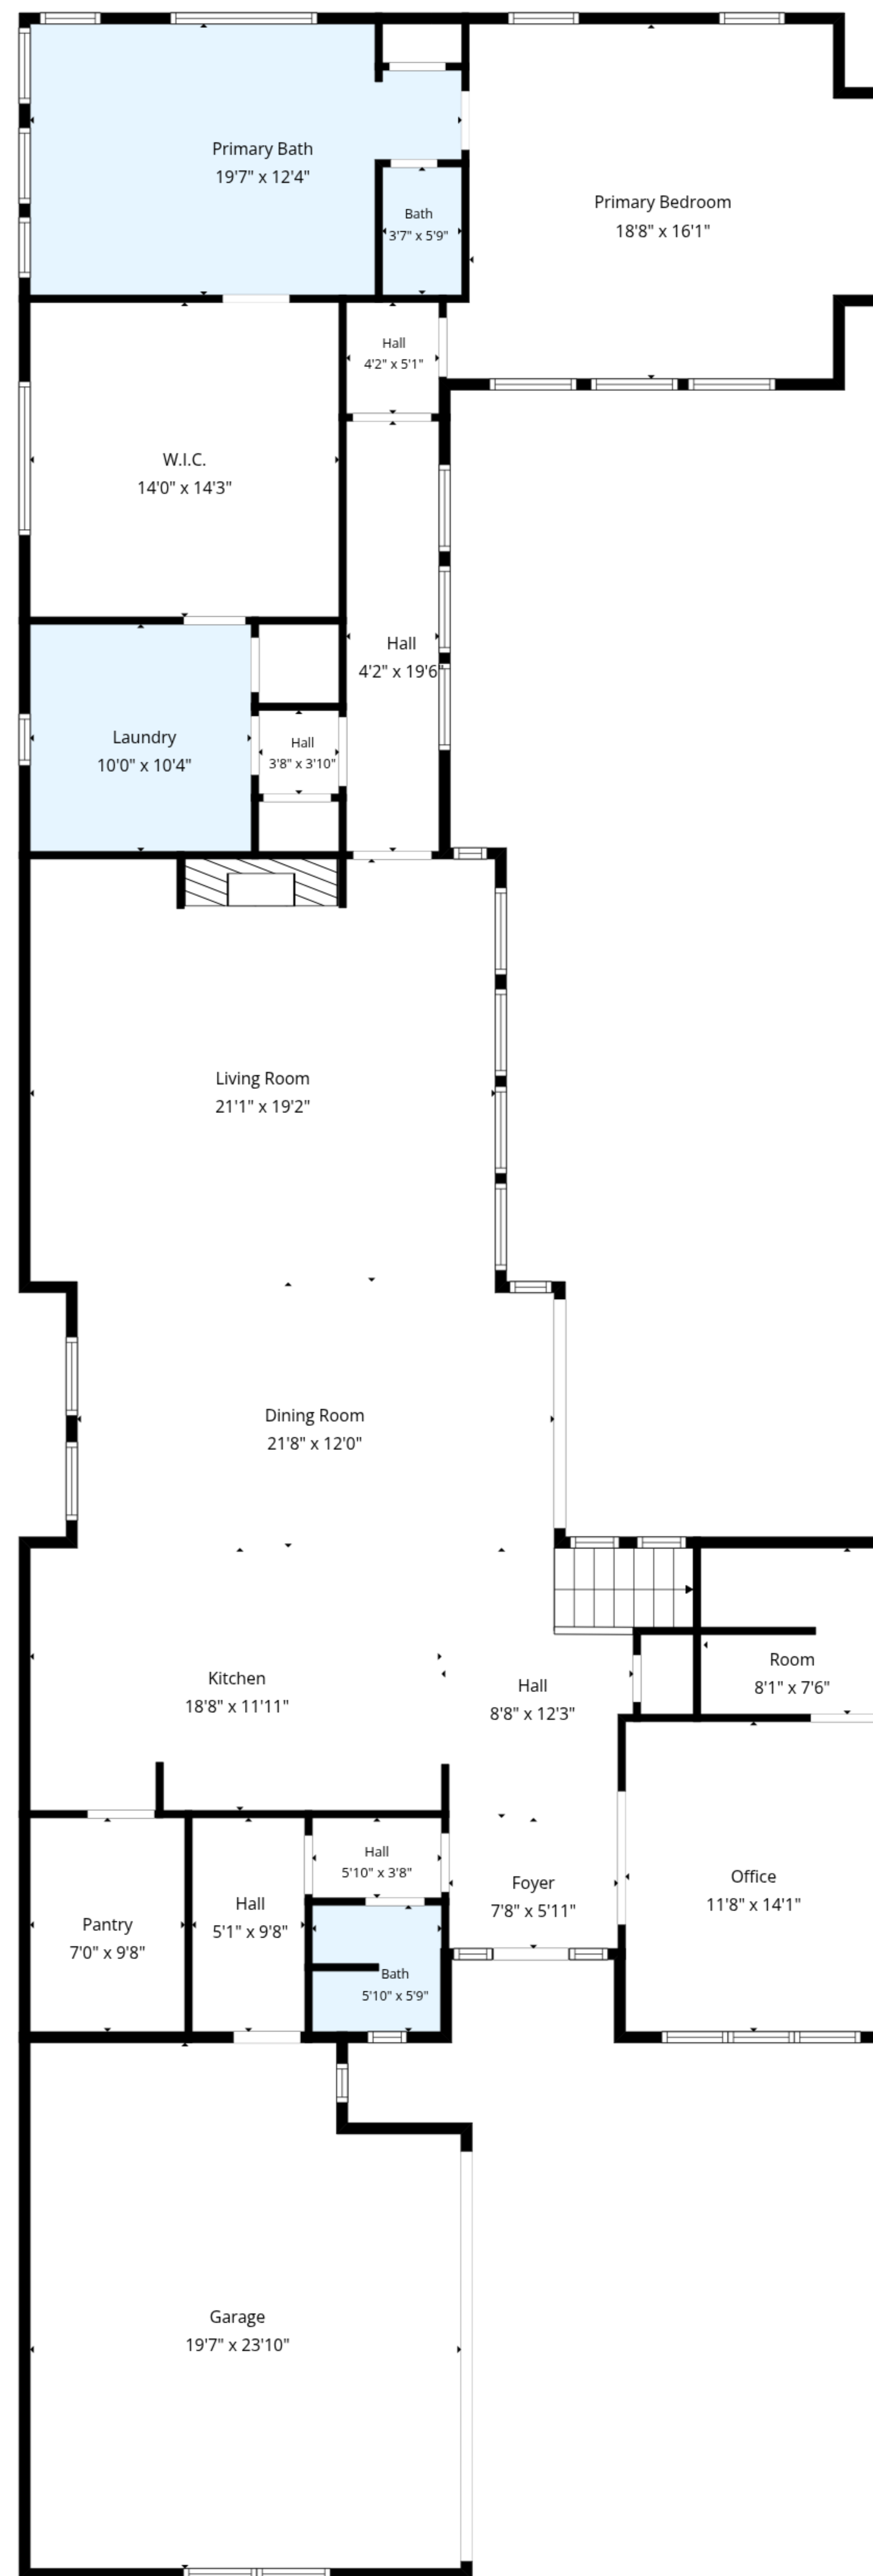 Primary Bath
19'7" x 12'4"
Bath
3'7" x 5'9"
Primary Bedroom
18'8" x 16'1"
Hall
4'2" x 5'1"
W.I.C.
14'0" x 14'3"
Hall
4'2" x 19'6"
Laundry
10'0" x 10'4"
Hall
3'8" x 3'10"
Living Room
21'1" x 19'2"
Dining Room
21'8" x 12'0"
Kitchen
18'8" x 11'11"
Hall
8'8" x 12'3"
Room
8'1" x 7'6"
Hall
5'10" x 3'8"
Foyer
7'8" x 5'11"
Office
11'8" x 14'1"
Hall
5'1" x 9'8"
Pantry
7'0" x 9'8"
Bath
5'10" x 5'9"
Garage
19'7" x 23'10"